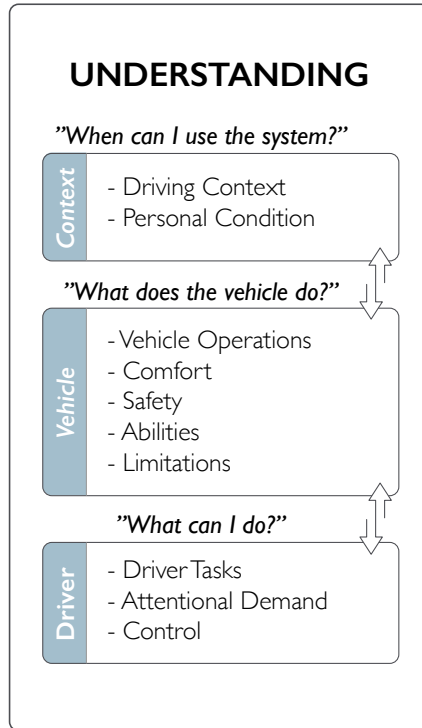 UNDERSTANDING
”When can I use the system?”
Context
- Driving Context
- Personal Condition
”What does the vehicle do?”
Vehicle
- Vehicle Operations
- Comfort
- Safety
- Abilities
- Limitations
”What can I do?”
Driver
- Driver Tasks
- Attentional Demand
- Control